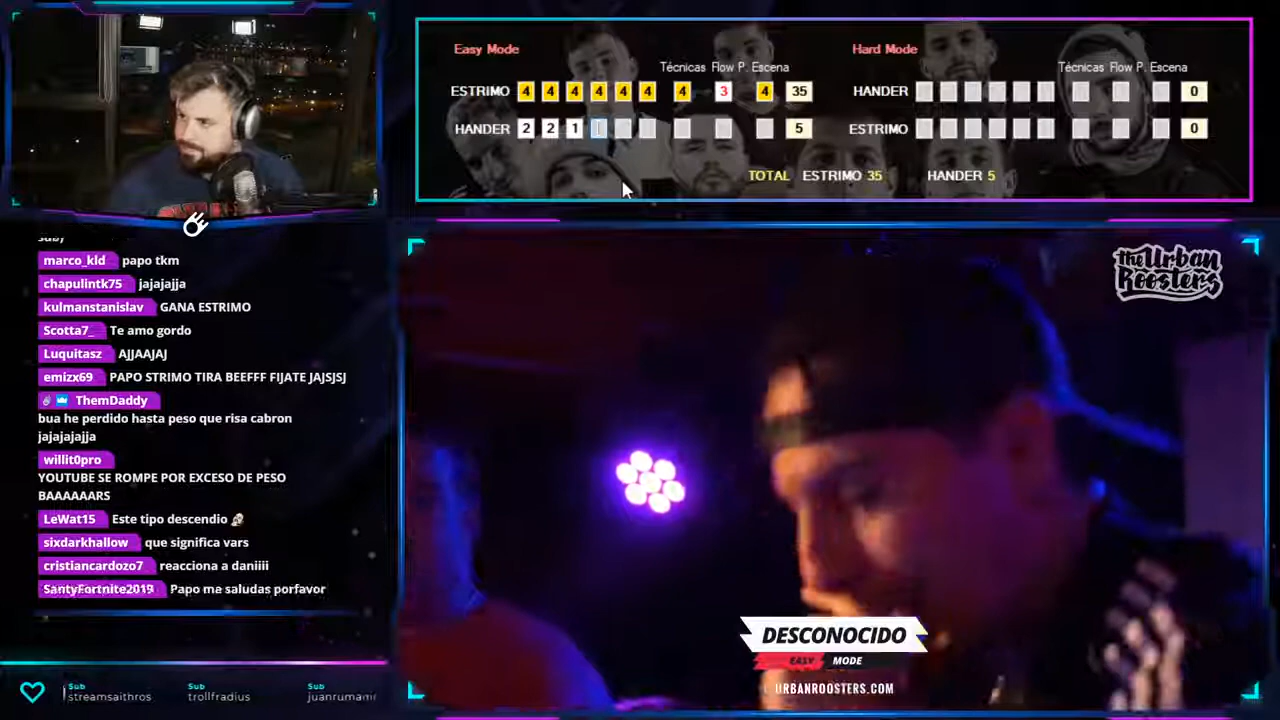 Easy Mode
Técnicas Flow P. Escena
ESTRIMO 4 4 4 4 4 4 4 3 4 35
HANDER 2 2 1 5
Hard Mode
Técnicas Flow P. Escena
HANDER 0
ESTRIMO 0
TOTAL ESTRIMO 35 HANDER 5
marco_kld papo tkm
chapulintk75 jajajajja
kulmanstanislav GANA ESTRIMO
Scotta7_ Te amo gordo
Luquitasz AJJAAJAJ
emizx69 PAPO STRIMO TIRA BEEFFF FIJATE JAJSJSJ
ThemDaddy
bua he perdido hasta peso que risa cabron
jajajajajja
willit0pro
YOUTUBE SE ROMPE POR EXCESO DE PESO
BAAAAAARS
LeWat15 Este tipo descendio
sixdarkhallow que significa vars
cristiancardozo7 reacciona a daniiii
SantyFortnite2019 Papo me saludas porfavor
Sub
streamsaithros
Sub
trollfradius
Sub
juanrumami
the Urban
Roosters
DESCONOCIDO
EASY MODE
URBANROOSTERS.COM